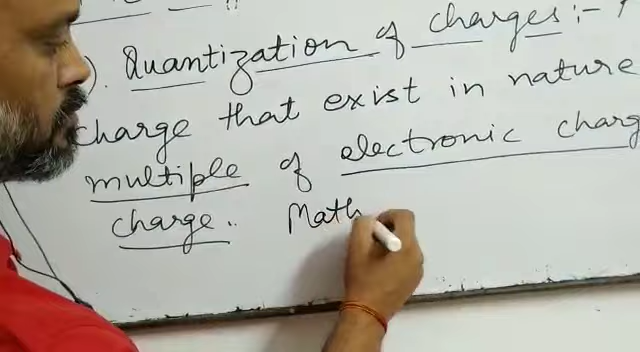 ). Quantization of charges :-
charge that exist in nature
multiple of electronic charg
charge.. Math